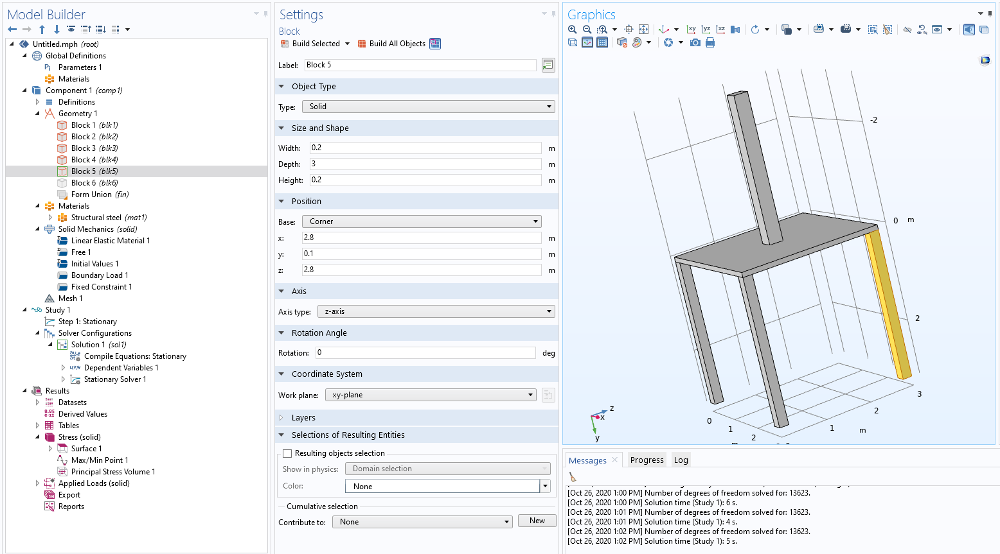 Model Builder
Untitled.mph (root)
Global Definitions
Pi Parameters 1
Materials
Component 1 (comp1)
Definitions
Geometry 1
Block 1 (blk1)
Block 2 (blk2)
Block 3 (blk3)
Block 4 (blk4)
Block 5 (blk5)
Block 6 (blk6)
Form Union (fin)
Materials
Structural steel (mat1)
Solid Mechanics (solid)
Linear Elastic Material 1
Free 1
Initial Values 1
Boundary Load 1
Fixed Constraint 1
Mesh 1
Study 1
Step 1: Stationary
Solver Configurations
Solution 1 (sol1)
Compile Equations: Stationary
u,v,w Dependent Variables 1
Stationary Solver 1
Results
Datasets
8.85 e-12 Derived Values
Tables
Stress (solid)
Surface 1
Max/Min Point 1
Principal Stress Volume 1
Applied Loads (solid)
Export
Reports
Settings
Block
Build Selected Build All Objects
Label: Block 5
Object Type
Type: Solid
Size and Shape
Width: 0.2 m
Depth: 3 m
Height: 0.2 m
Position
Base: Corner
x: 2.8 m
y: 0.1 m
z: 2.8 m
Axis
Axis type: z-axis
Rotation Angle
Rotation: 0 deg
Coordinate System
Work plane: xy-plane
Layers
Selections of Resulting Entities
Resulting objects selection
Show in physics: Domain selection
Color: None
Cumulative selection
Contribute to: None New
Graphics
xy yz xz
-2
0 m
2
3
2
1 m
0
1
2
z
x
y
Messages Progress Log
[Oct 26, 2020 1:00 PM] Number of degrees of freedom solved for: 13623.
[Oct 26, 2020 1:00 PM] Solution time (Study 1): 6 s.
[Oct 26, 2020 1:01 PM] Number of degrees of freedom solved for: 13623.
[Oct 26, 2020 1:01 PM] Solution time (Study 1): 4 s.
[Oct 26, 2020 1:02 PM] Number of degrees of freedom solved for: 13623.
[Oct 26, 2020 1:02 PM] Solution time (Study 1): 5 s.